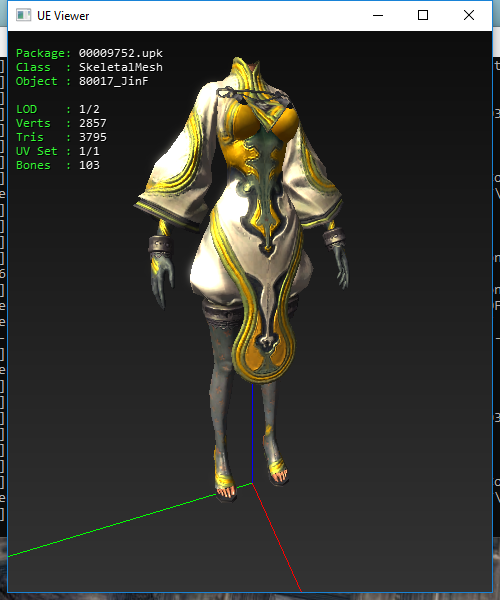 UE Viewer
Package: 00009752.upk
Class  : SkeletalMesh
Object : 80017_JinF
LOD    : 1/2
Verts  : 2857
Tris   : 3795
UV Set : 1/1
Bones  : 103